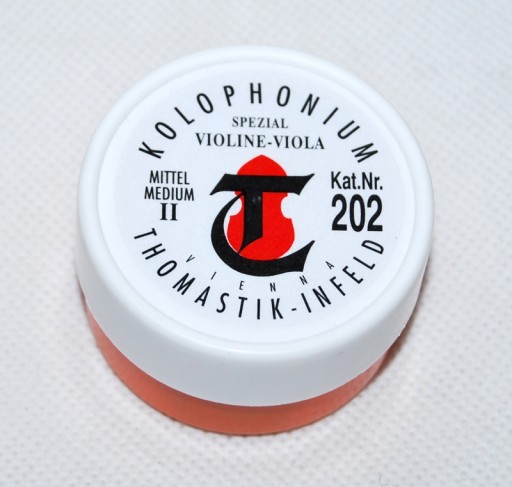 KOLOPHONIUM
SPEZIAL
VIOLINE-VIOLA
MITTEL
MEDIUM
II
Kat.Nr.
202
VIENNA
THOMASTIK-INFELD